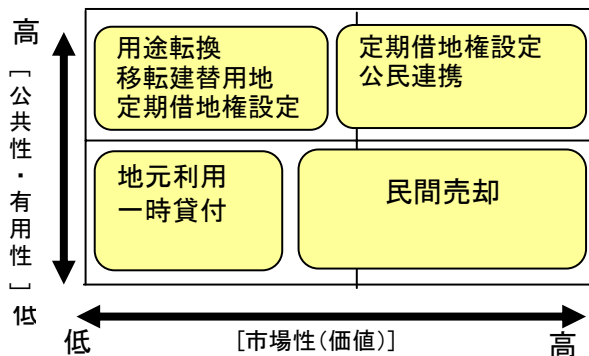 高
[公共性・有用性]
低
用途転換
移転建替用地
定期借地権設定
定期借地権設定
公民連携
地元利用
一時貸付
民間売却
低
[市場性(価値)]
高